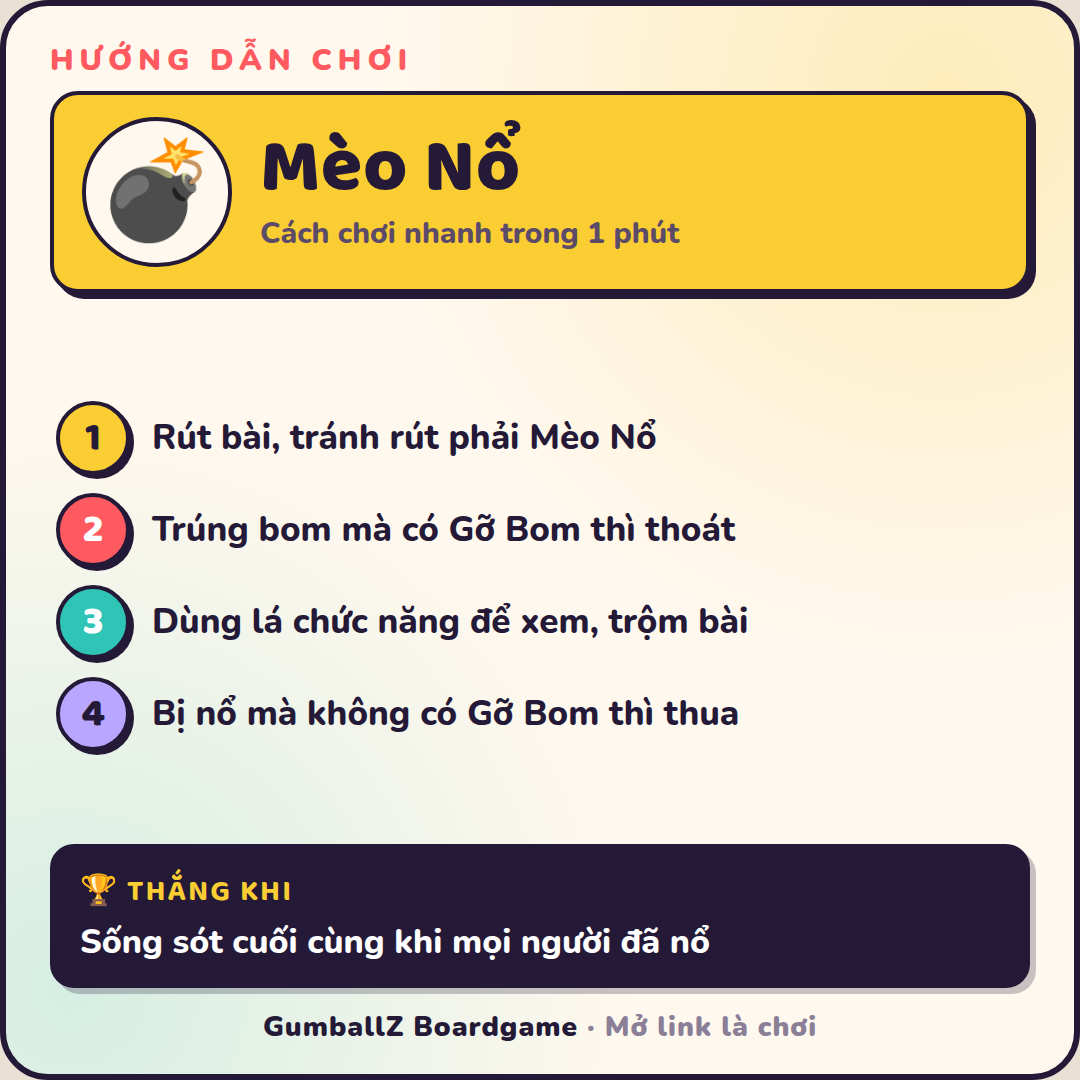 HƯỚNG DẪN CHƠI
Mèo Nổ
Cách chơi nhanh trong 1 phút
1 Rút bài, tránh rút phải Mèo Nổ
2 Trúng bom mà có Gỡ Bom thì thoát
3 Dùng lá chức năng để xem, trộm bài
4 Bị nổ mà không có Gỡ Bom thì thua
🏆 THẮNG KHI
Sống sót cuối cùng khi mọi người đã nổ
GumballZ Boardgame · Mở link là chơi